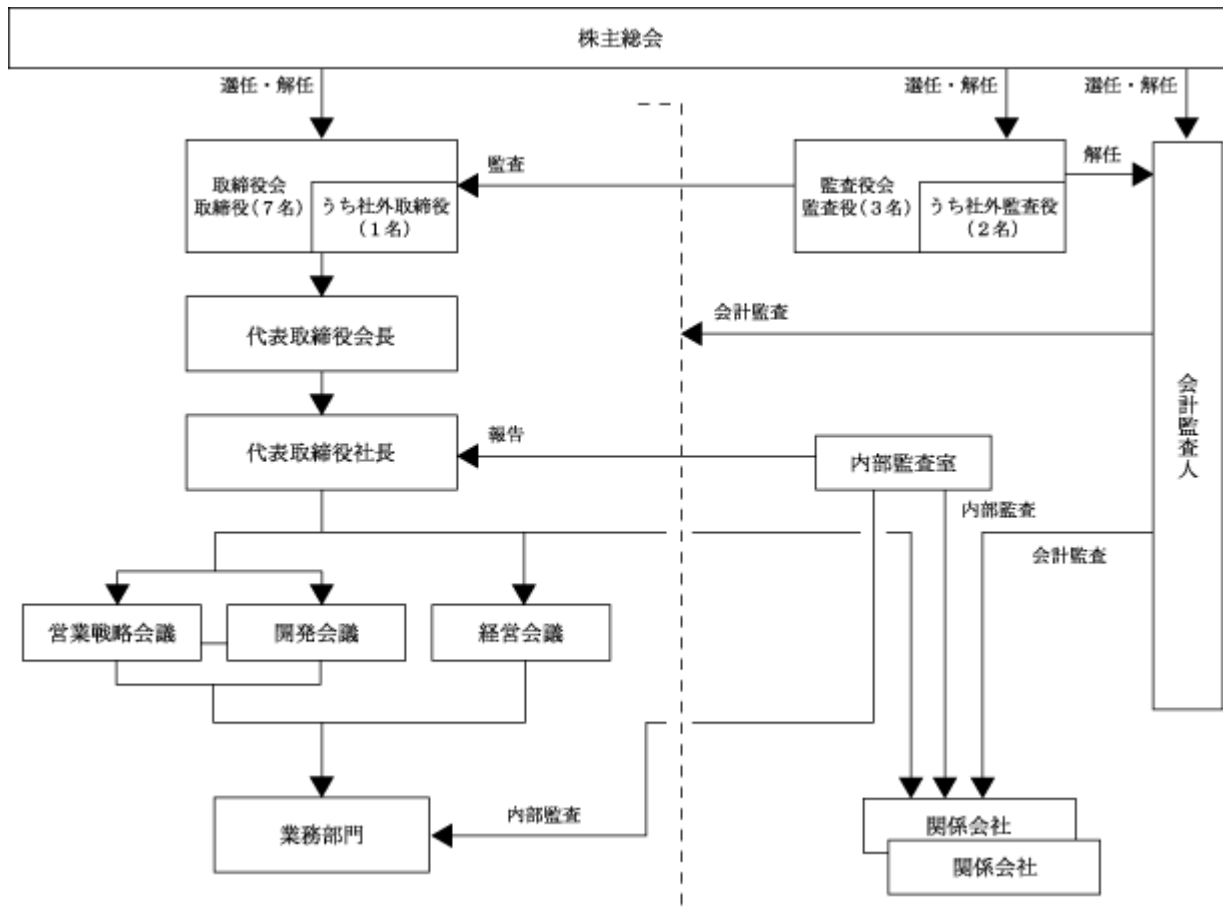 株主総会
選任・解任
選任・解任
選任・解任
取締役会
取締役(7名)
うち社外取締役
(1名)
監査
監査役会
監査役(3名)
うち社外監査役
(2名)
解任
代表取締役会長
会計監査
会計監査人
代表取締役社長
報告
内部監査室
内部監査
会計監査
営業戦略会議
開発会議
経営会議
業務部門
内部監査
関係会社
関係会社